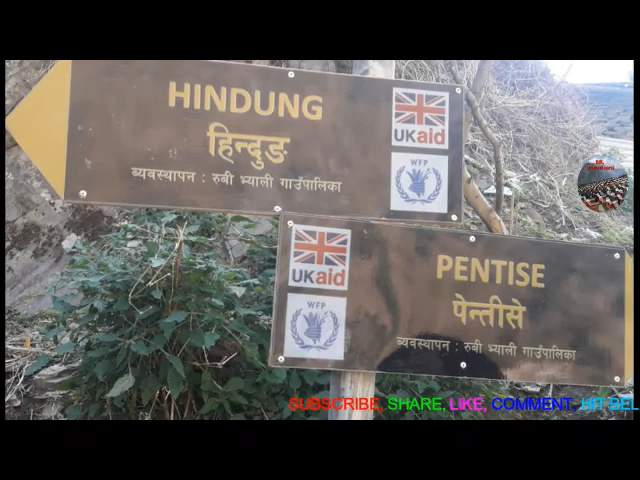 HINDUNG
हिन्दुङ
ब्यवस्थापन : रुबी भ्याली गाउँपालिका
UKaid
WFP
UKaid
WFP
PENTISE
पेन्तीसे
ब्यवस्थापन : रुबी भ्याली गाउँपालिका
SUBSCRIBE, SHARE, LIKE, COMMENT, HIT BEL